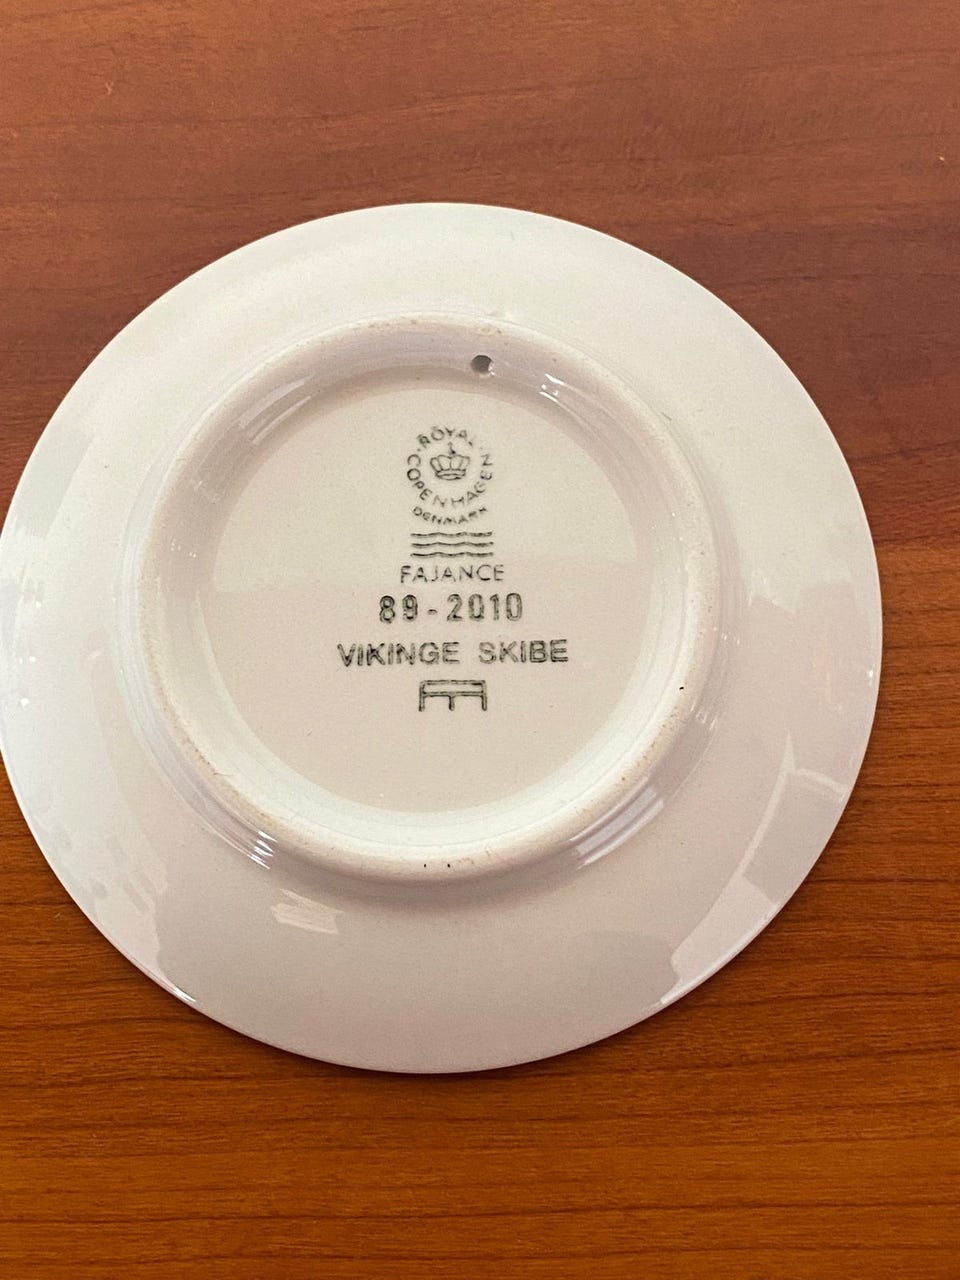 ROYAL
COPENHAGEN
DENMARK
FAJANCE
89-2010
VIKINGE SKIBE